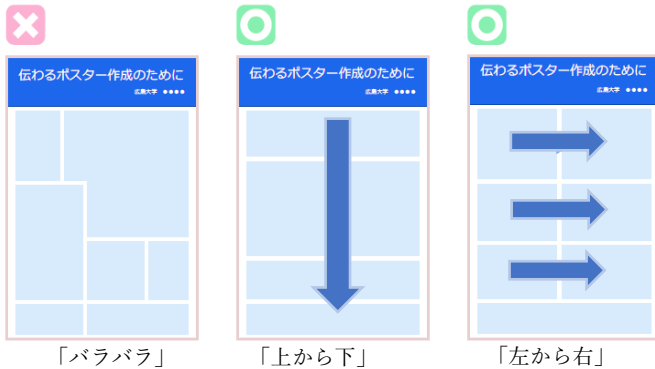 伝わるポスター作成のために
広島大学 ●●●●
伝わるポスター作成のために
広島大学 ●●●●
伝わるポスター作成のために
広島大学 ●●●●
「バラバラ」
「上から下」
「左から右」